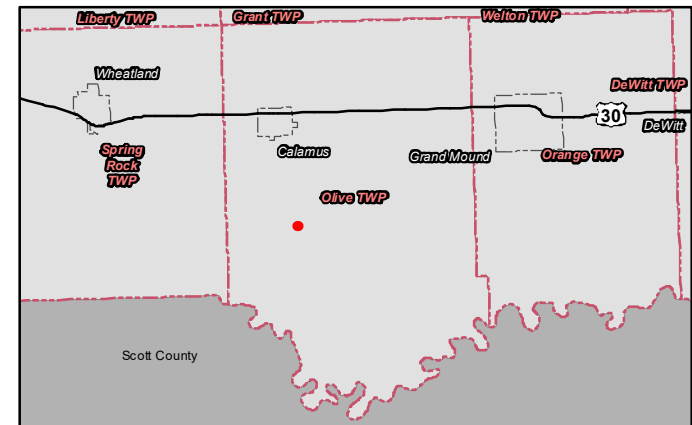 Liberty TWP
Grant TWP
Welton TWP
Wheatland
DeWitt TWP
30
DeWitt
Spring
Rock
TWP
Calamus
Grand Mound
Orange TWP
Olive TWP
Scott County